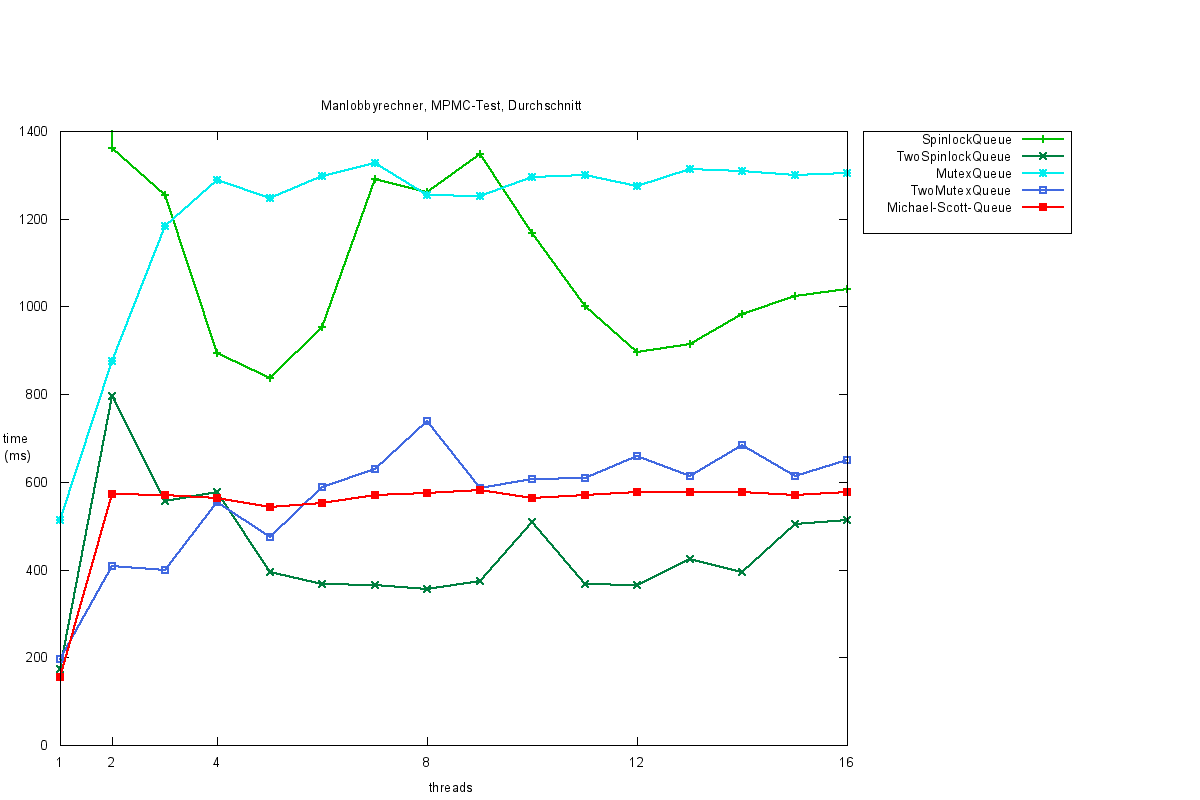 Manlobbyrechner, MPMC-Test, Durchschnitt
1400
1200
1000
800
600
400
200
0
time
(ms)
1 2 4 8 12 16
threads
SpinlockQueue
TwoSpinlockQueue
MutexQueue
TwoMutexQueue
Michael-Scott-Queue